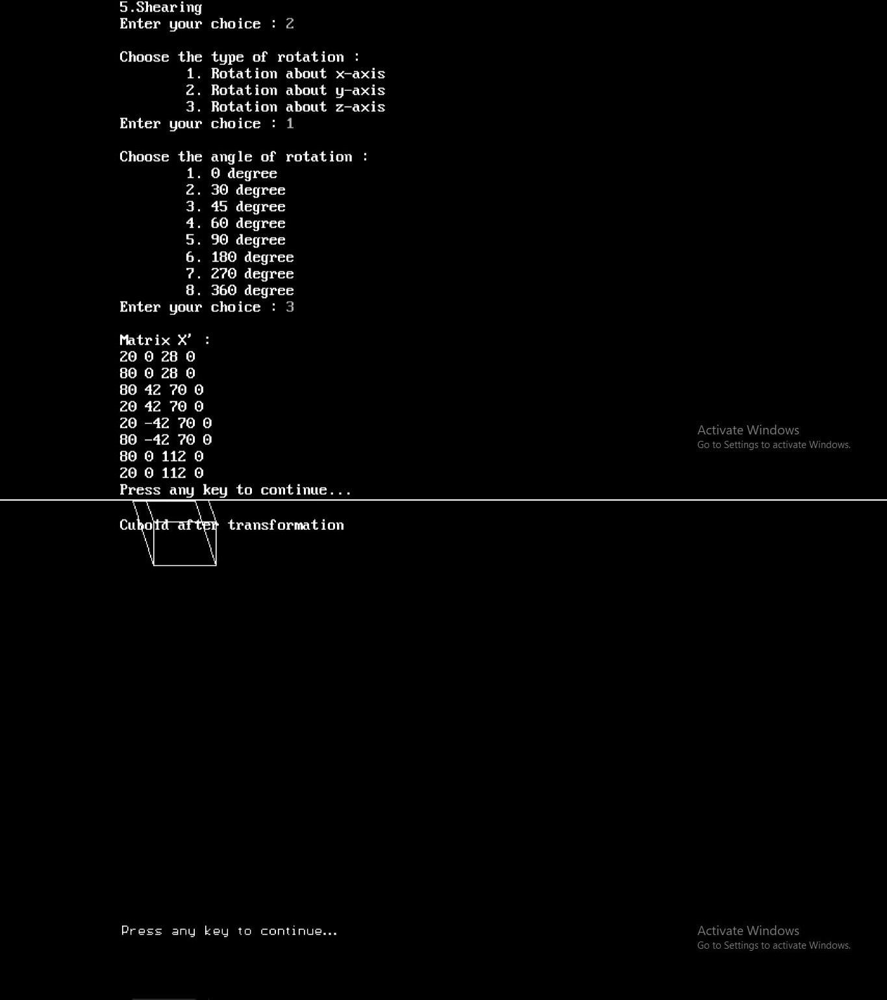 5.Shearing
Enter your choice : 2
Choose the type of rotation :
1. Rotation about x-axis
2. Rotation about y-axis
3. Rotation about z-axis
Enter your choice : 1
Choose the angle of rotation :
1. 0 degree
2. 30 degree
3. 45 degree
4. 60 degree
5. 90 degree
6. 180 degree
7. 270 degree
8. 360 degree
Enter your choice : 3
Matrix X' :
20 0 28 0
80 0 28 0
80 42 70 0
20 42 70 0
20 -42 70 0
80 -42 70 0
80 0 112 0
20 0 112 0
Press any key to continue...
Activate Windows
Go to Settings to activate Windows.
Cuboid after transformation
Press any key to continue...
Activate Windows
Go to Settings to activate Windows.